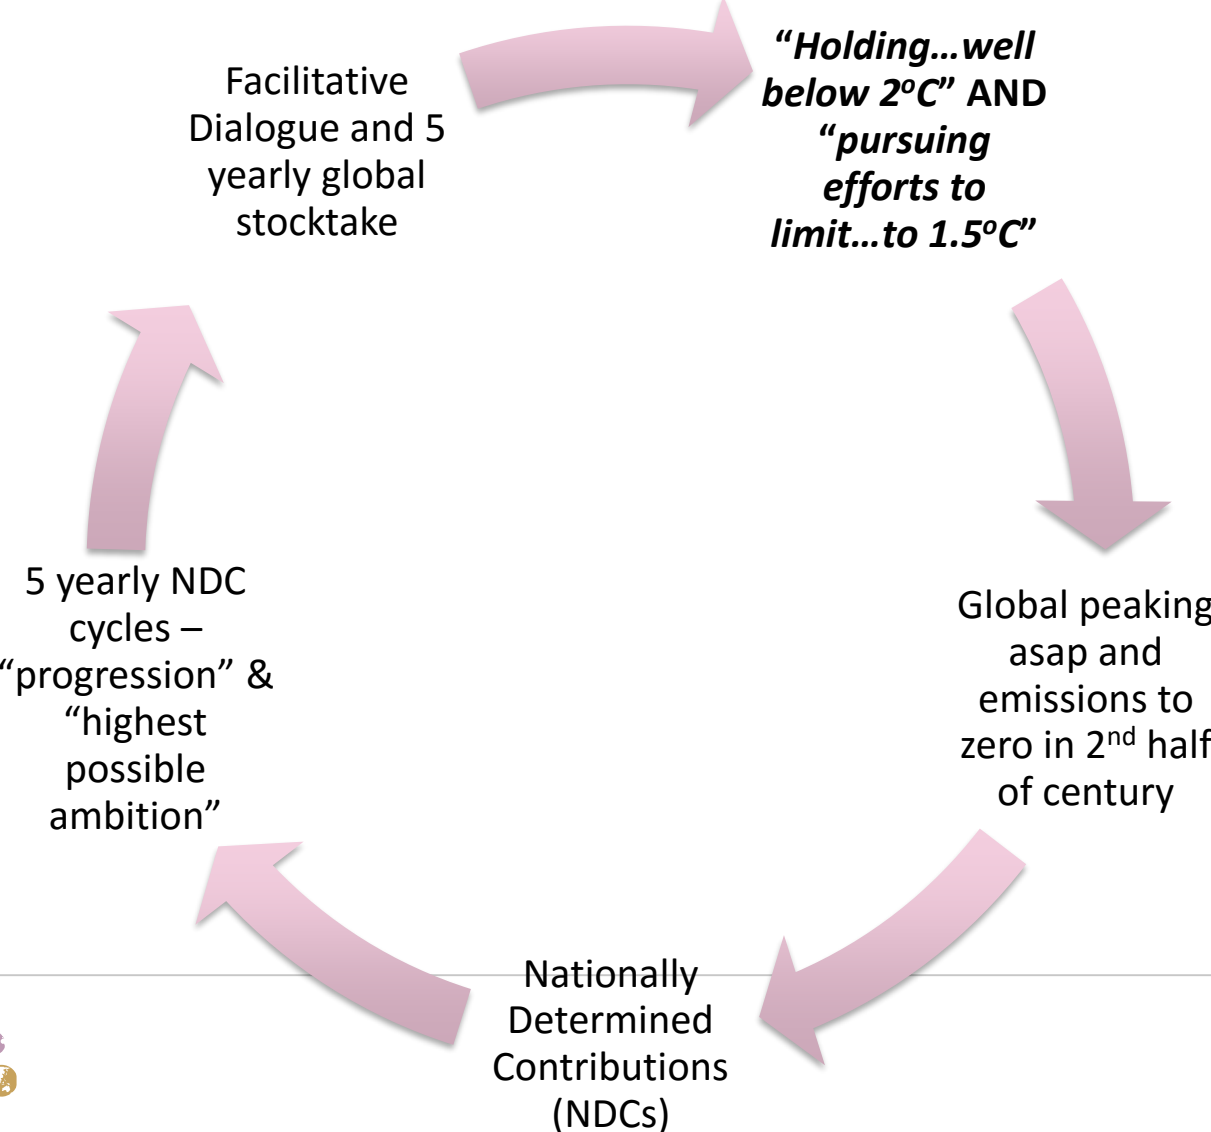 “Holding…well
below 2°C” AND
“pursuing
efforts to
limit…to 1.5°C”
Global peaking
asap and
emissions to
zero in 2nd half
of century
Nationally
Determined
Contributions
(NDCs)
5 yearly NDC
cycles –
“progression” &
“highest
possible
ambition”
Facilitative
Dialogue and 5
yearly global
stocktake